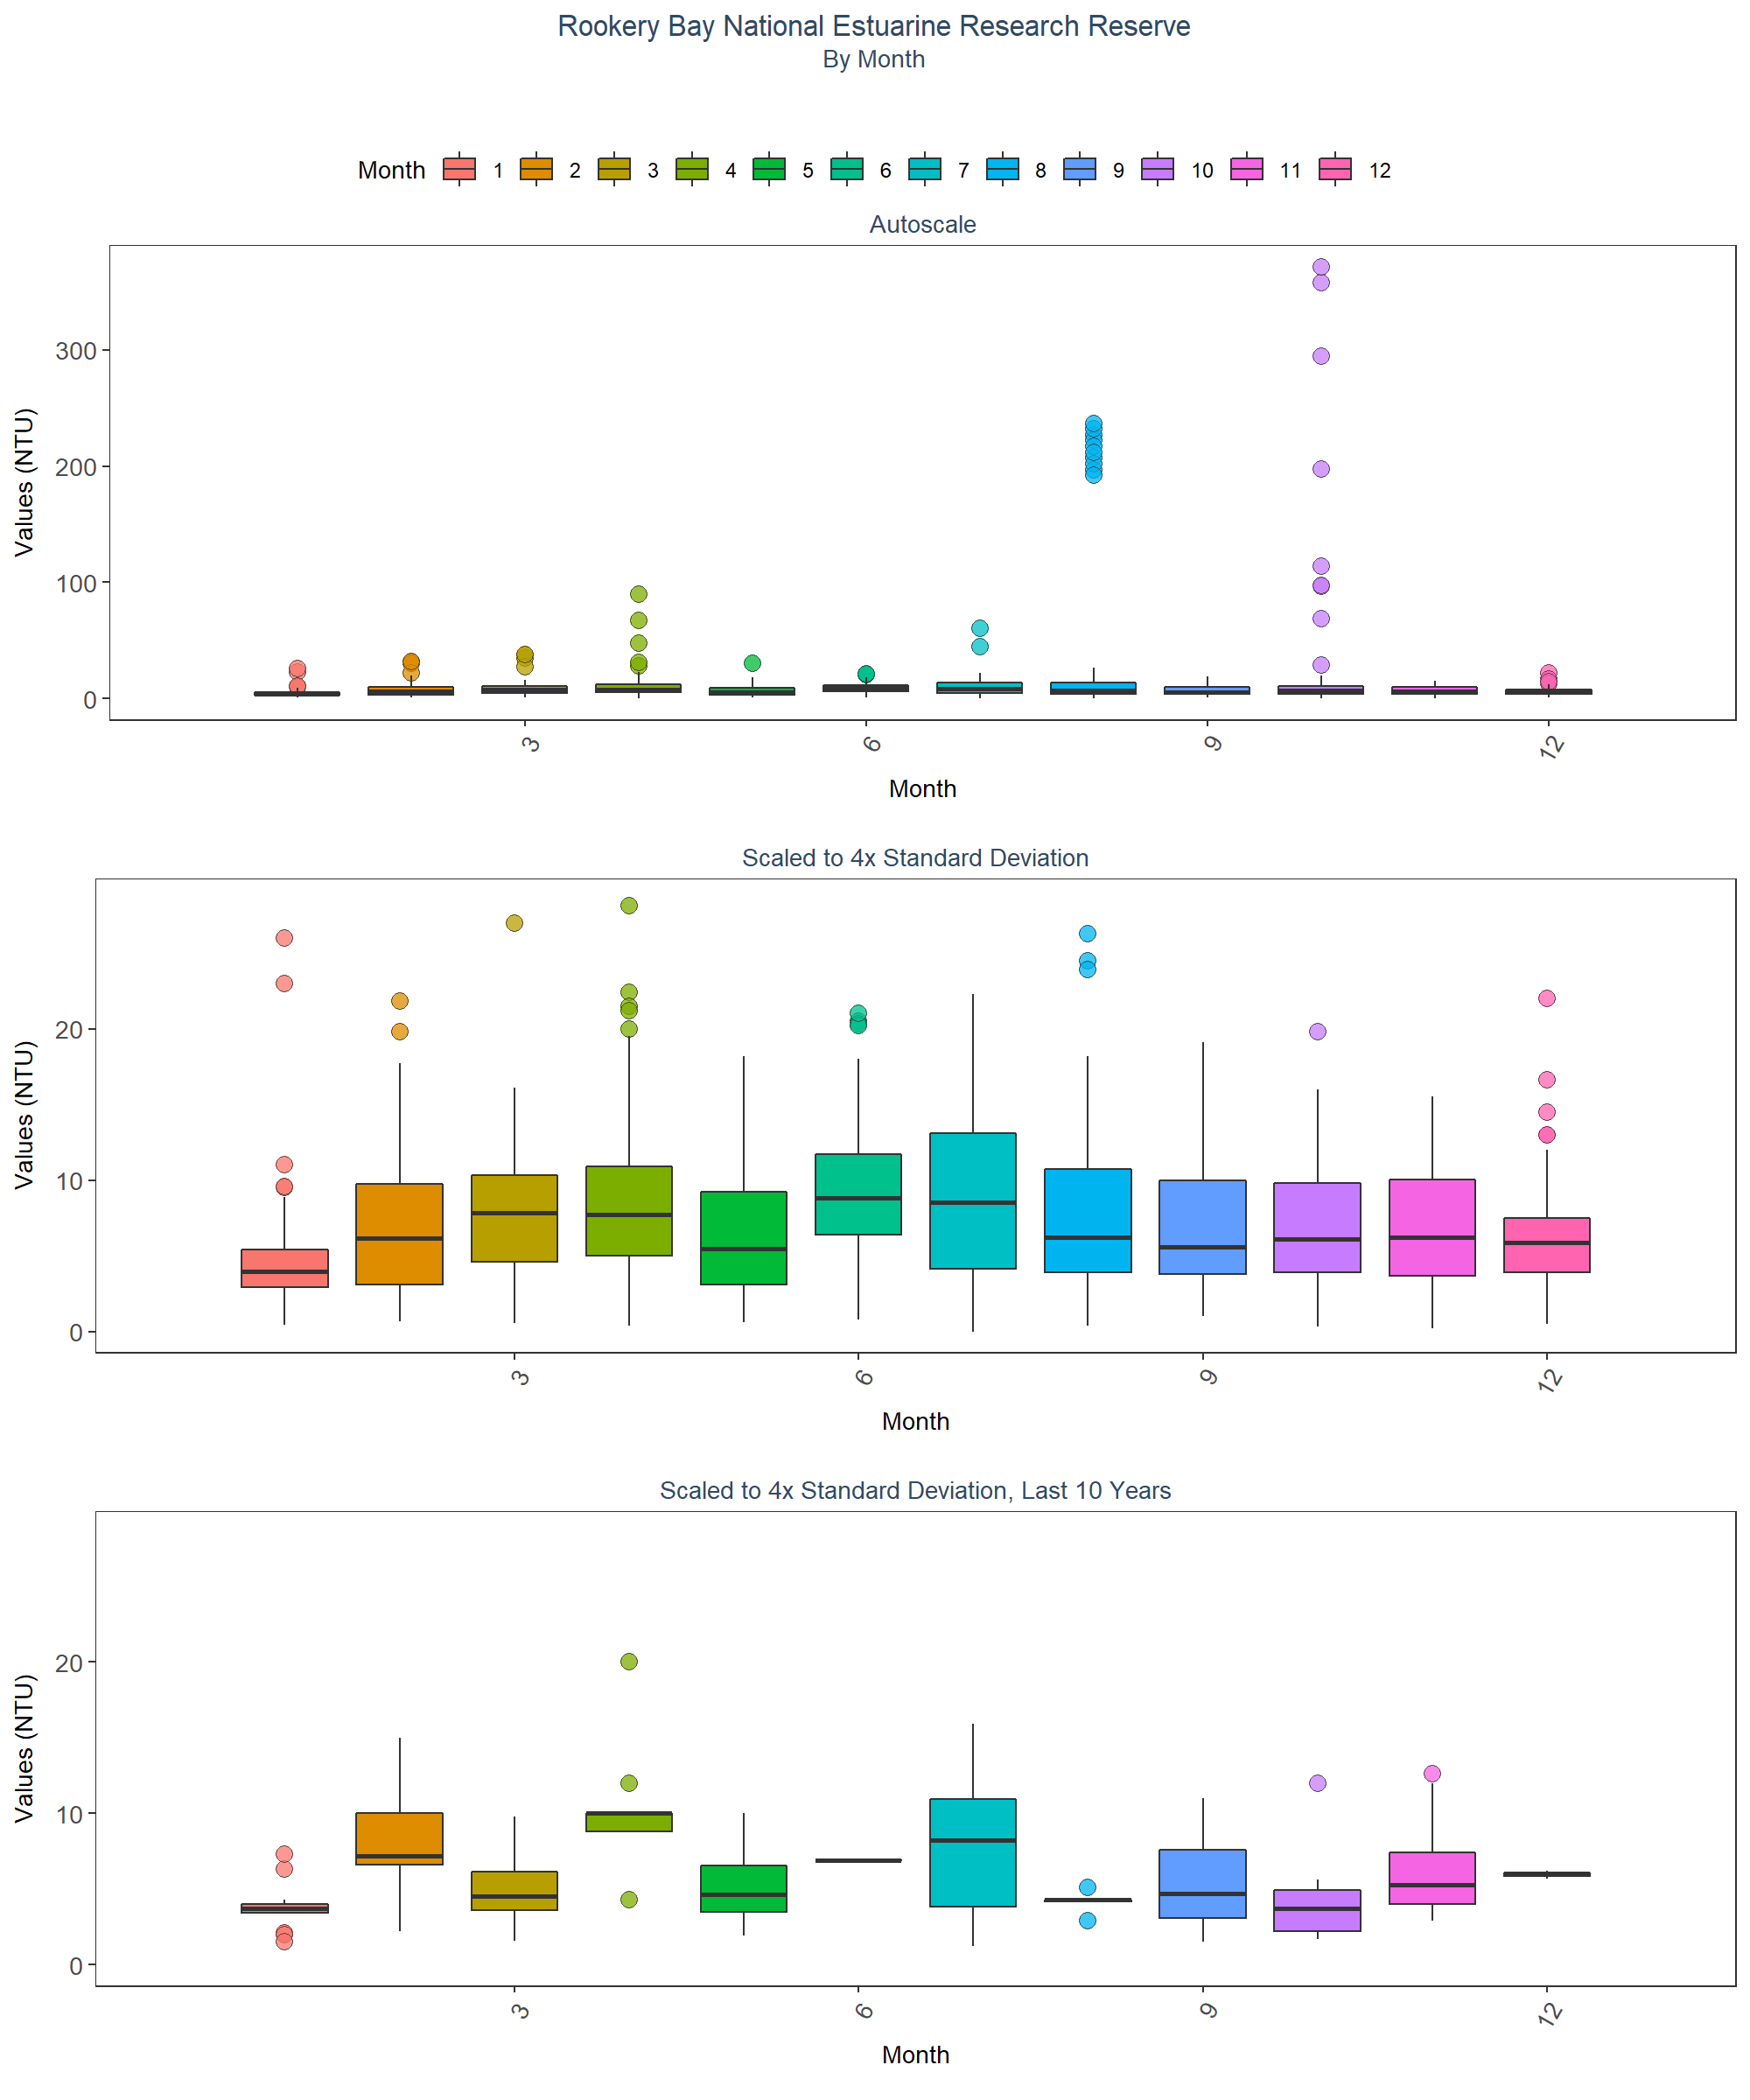 Rookery Bay National Estuarine Research Reserve
By Month
Month 1 2 3 4 5 6 7 8 9 10 11 12
Autoscale
Values (NTU)
300
200
100
0
3 6 9 12
Month
Scaled to 4x Standard Deviation
Values (NTU)
20
10
0
3 6 9 12
Month
Scaled to 4x Standard Deviation, Last 10 Years
Values (NTU)
20
10
0
3 6 9 12
Month